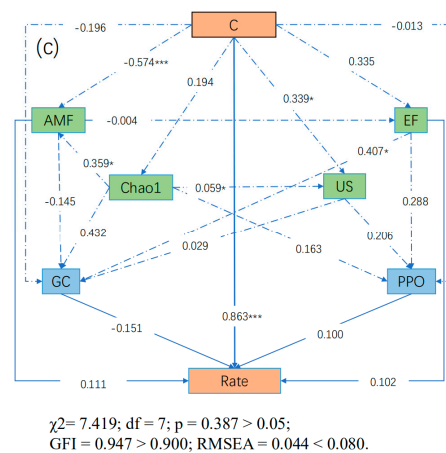 -0.196
C
-0.013
(c)
-0.574***
0.335
0.194
0.339*
AMF
-0.004
EF
0.407*
0.359*
Chao1
0.059*
US
-0.145
0.288
0.432
0.029
0.163
0.206
GC
PPO
-0.151
0.863***
0.100
0.111
Rate
0.102
χ2= 7.419; df = 7; p = 0.387 > 0.05;
GFI = 0.947 > 0.900; RMSEA = 0.044 < 0.080.